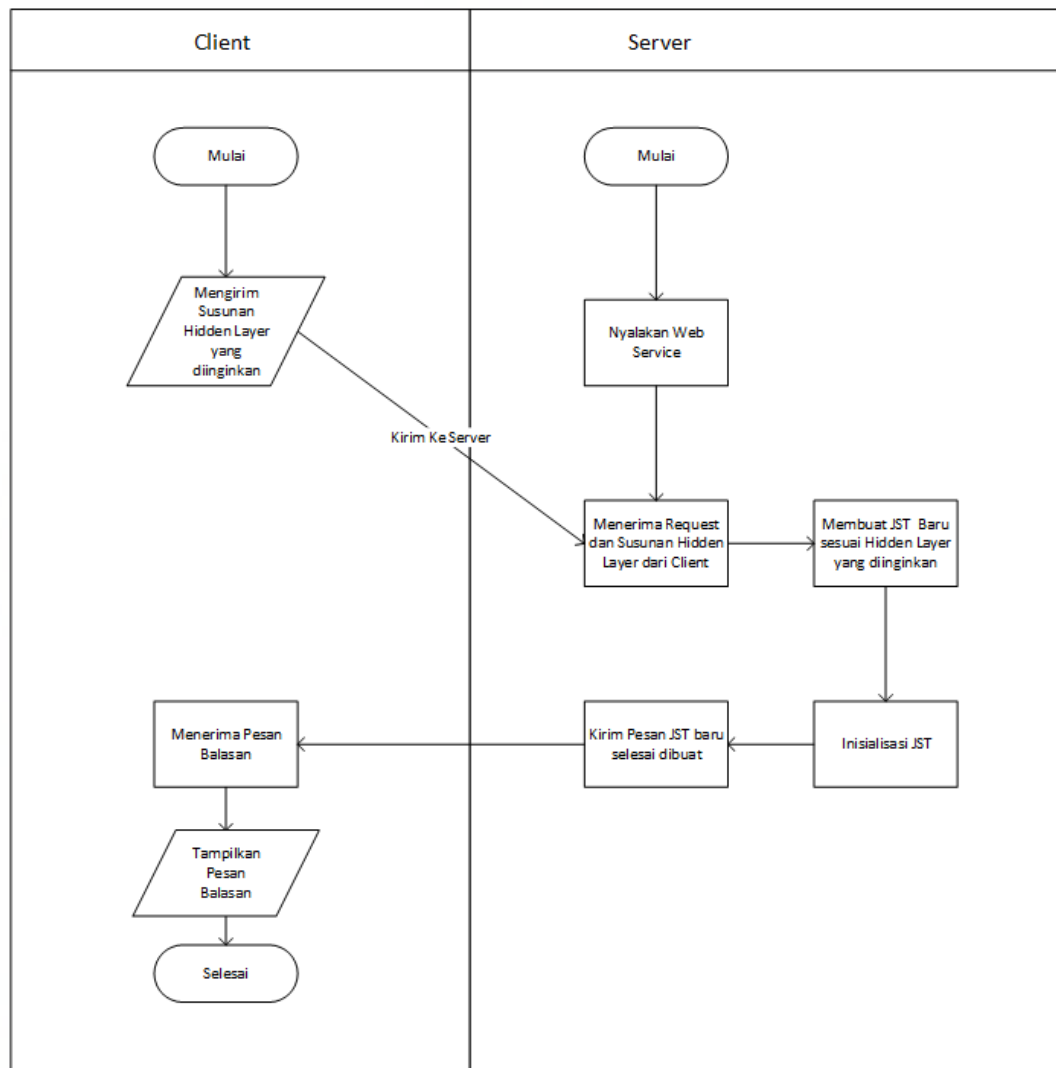 Client
Server
Mulai
Mulai
Mengirim
Susunan
Hidden Layer
yang
diinginkan
Nyalakan Web
Service
Kirim Ke Server
Menerima Request
dan Susunan Hidden
Layer dari Client
Membuat JST Baru
sesuai Hidden Layer
yang diinginkan
Menerima Pesan
Balasan
Kirim Pesan JST baru
selesai dibuat
Inisialisasi JST
Tampilkan
Pesan
Balasan
Selesai